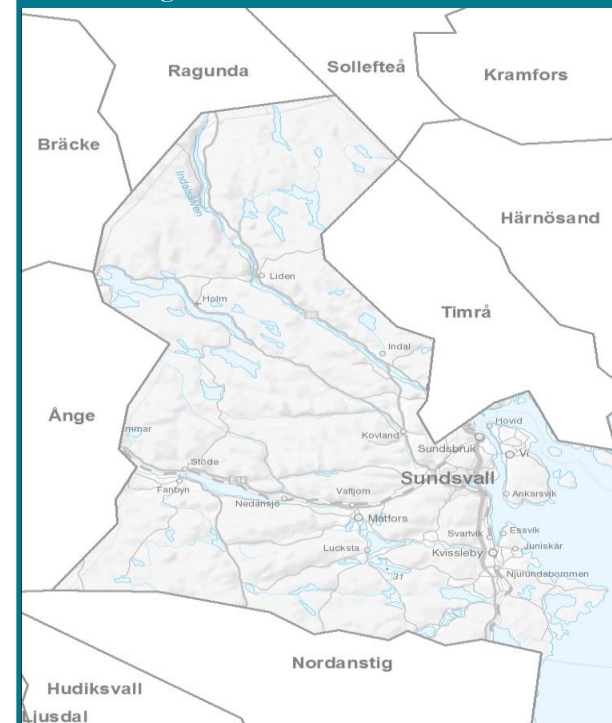 Sollefteå
Ragunda
Kramfors
Bräcke
Indalsälven
Härnösand
Liden
Holm
Timrå
Indal
Ånge
Hovid
mmar
Kovland
Sundsbruk
Vi
Stöde
Sundsvall
Fanbyn
Nedansjö
Vattjom
Ankarsvik
Matfors
Svartvik
Essvik
Lucksta
Kvissleby
Juniskär
31
Njurundabommen
Nordanstig
Hudiksvall
Ljusdal